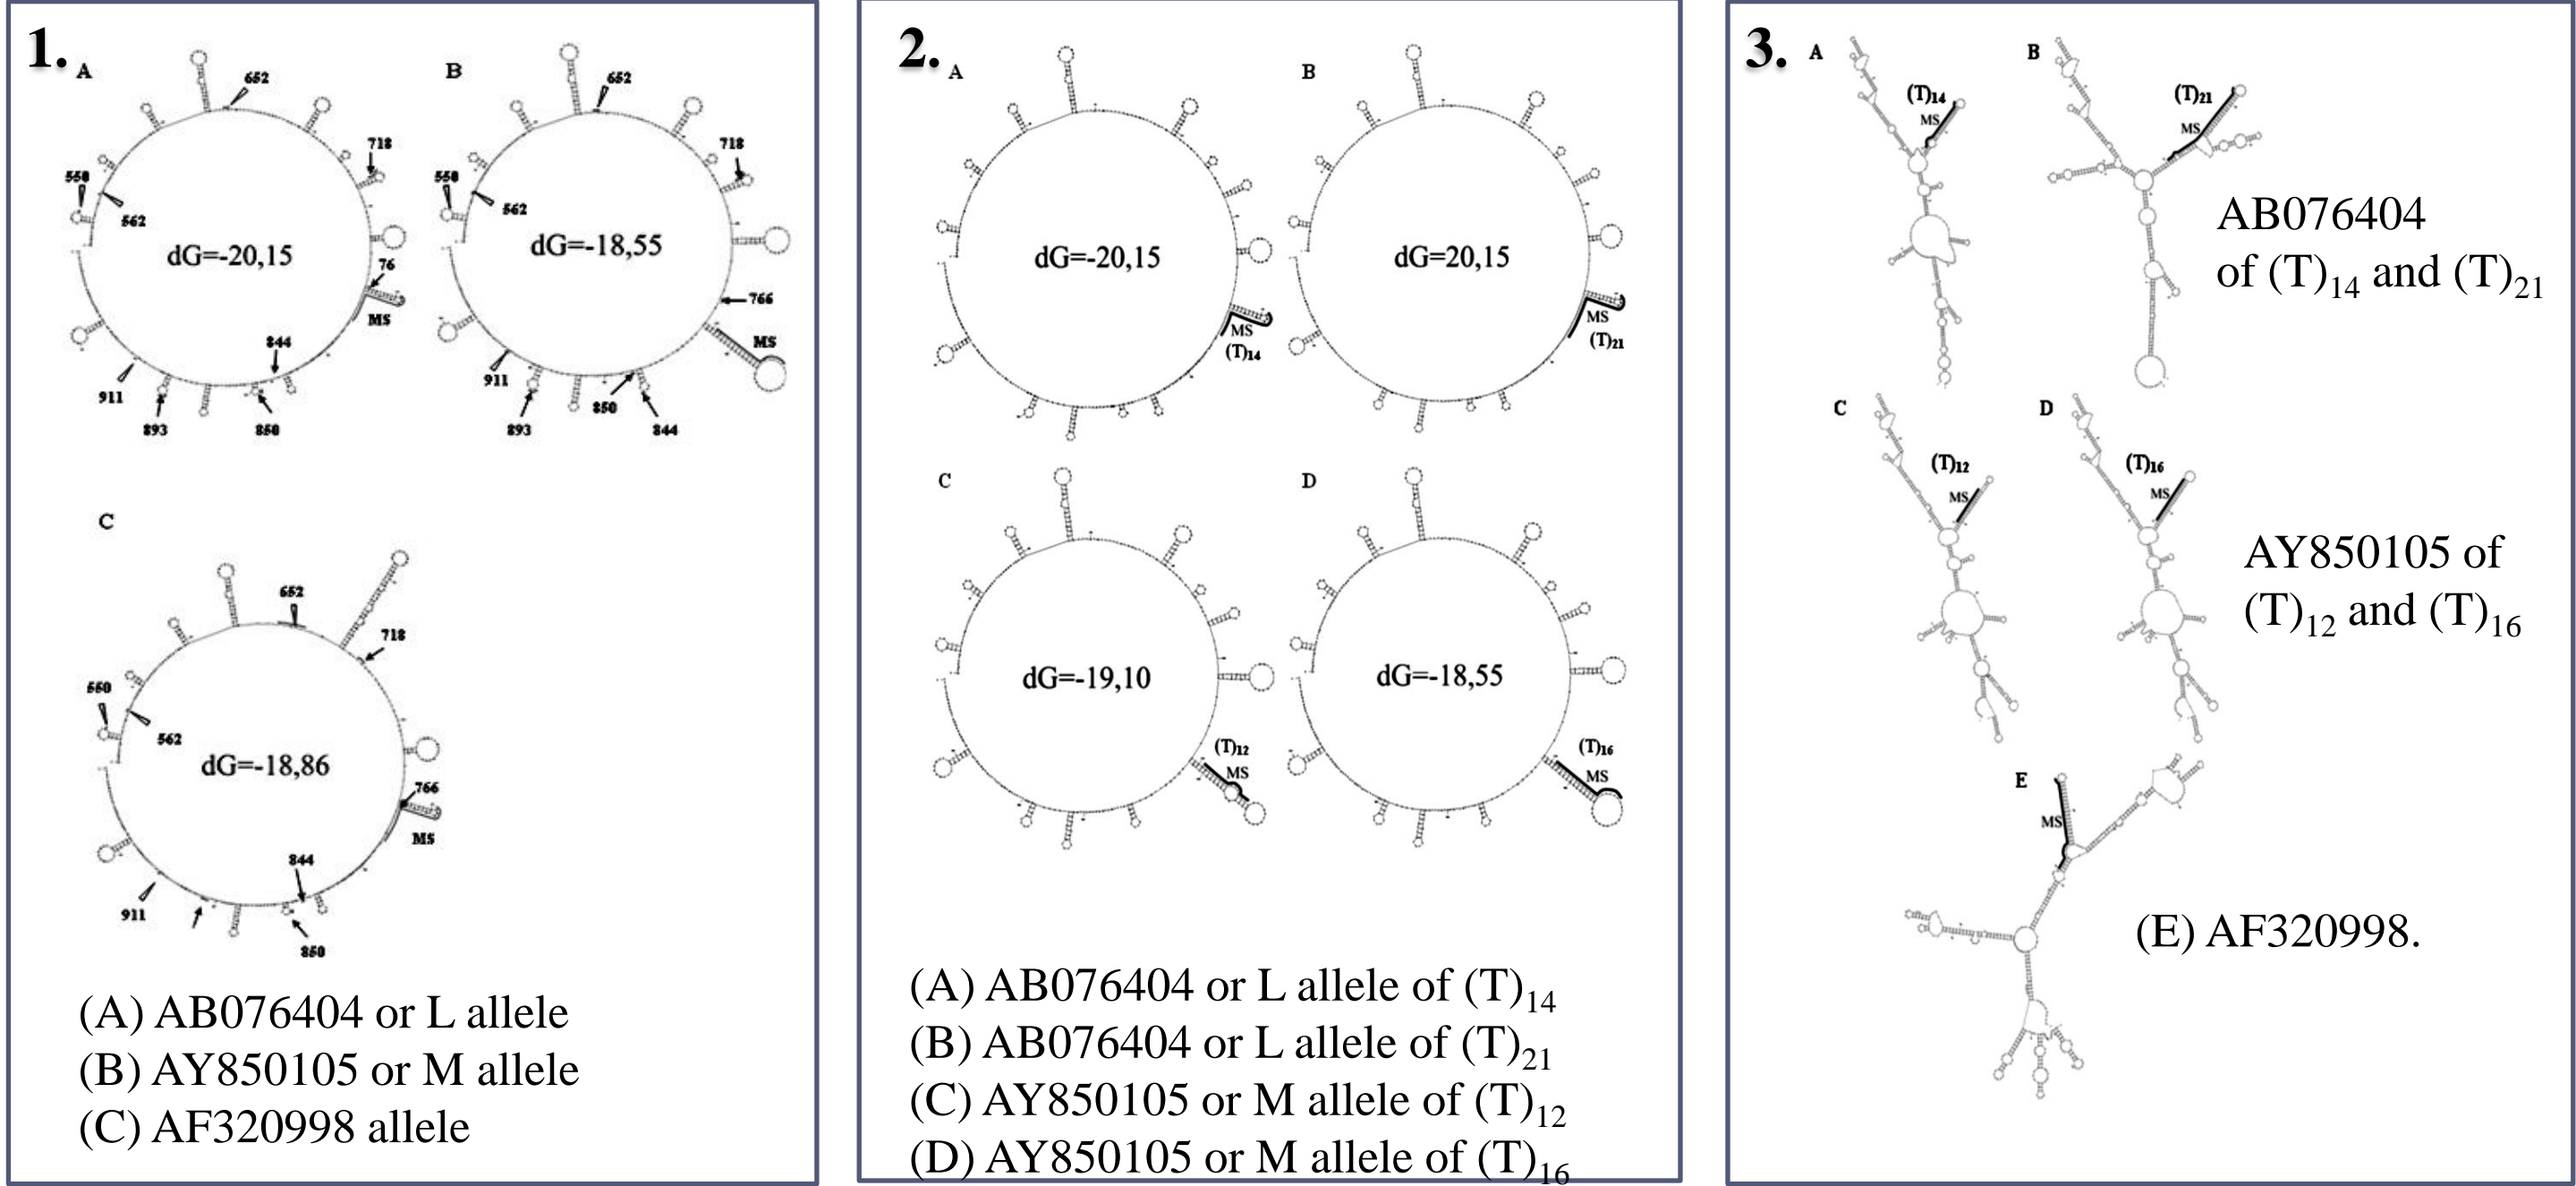 1.
A
B
652
652
718
718
550
550
562
562
dG=-20,15
dG=-18,55
76
766
MS
MS
844
911
911
850
893
850
893
844
C
652
718
550
562
dG=-18,86
766
MS
844
911
850
(A) AB076404 or L allele
(B) AY850105 or M allele
(C) AF320998 allele
2.
A
B
dG=-20,15
dG=20,15
MS
(T)14
MS
(T)21
C
D
dG=-19,10
dG=-18,55
(T)12
MS
(T)16
MS
(A) AB076404 or L allele of (T)14
(B) AB076404 or L allele of (T)21
(C) AY850105 or M allele of (T)12
(D) AY850105 or M allele of (T)16
3.
A
B
(T)14
MS
(T)21
MS
AB076404
of (T)14 and (T)21
C
D
(T)12
MS
(T)16
MS
AY850105 of
(T)12 and (T)16
E
MS
(E) AF320998.